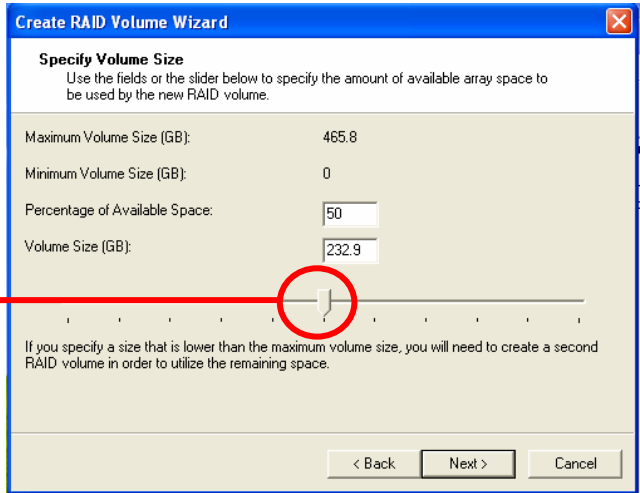 Create RAID Volume Wizard
Specify Volume Size
Use the fields or the slider below to specify the amount of available array space to
be used by the new RAID volume.
Maximum Volume Size (GB): 465.8
Minimum Volume Size (GB): 0
Percentage of Available Space: 50
Volume Size (GB): 232.9
If you specify a size that is lower than the maximum volume size, you will need to create a second
RAID volume in order to utilize the remaining space.
< Back Next > Cancel